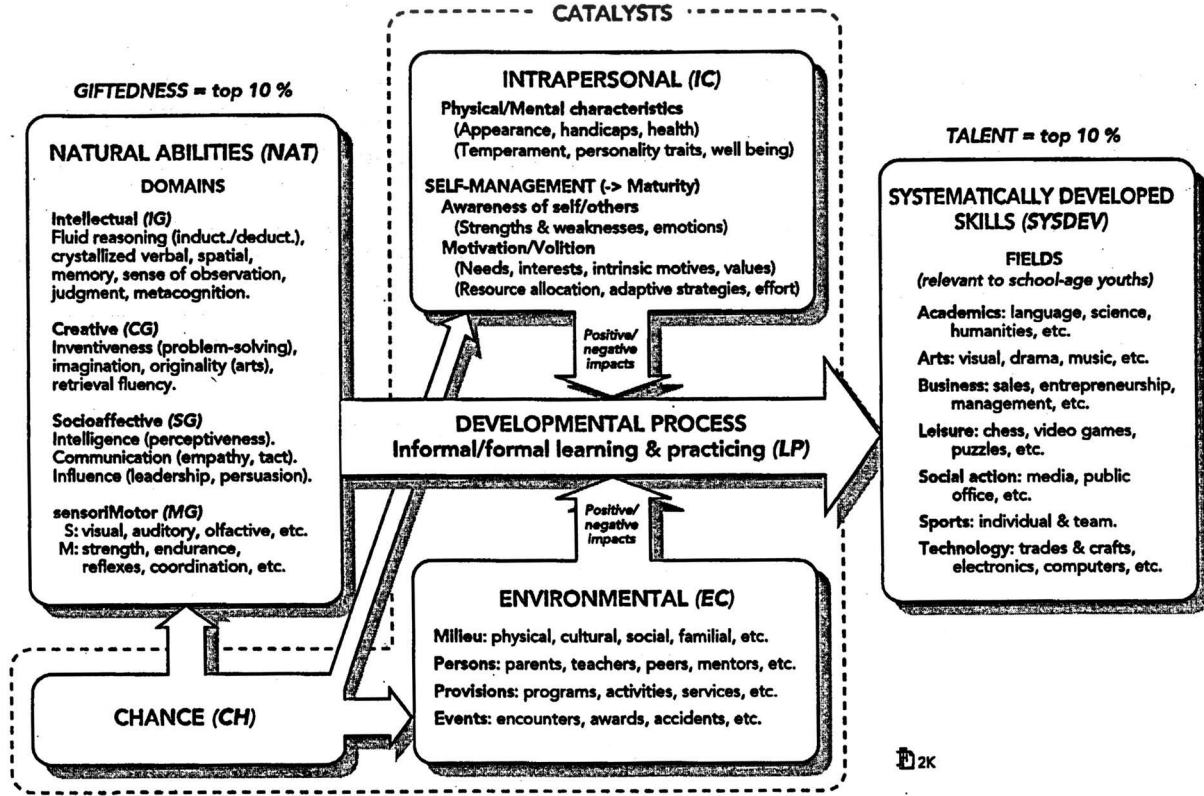 CATALYSTS
GIFTEDNESS = top 10 %
NATURAL ABILITIES (NAT)
DOMAINS
Intellectual (IG)
Fluid reasoning (induct./deduct.),
crystallized verbal, spatial,
memory, sense of observation,
judgment, metacognition.
Creative (CG)
Inventiveness (problem-solving),
imagination, originality (arts),
retrieval fluency.
Socioaffective (SG)
Intelligence (perceptiveness).
Communication (empathy, tact).
Influence (leadership, persuasion).
sensoriMotor (MG)
S: visual, auditory, olfactive, etc.
M: strength, endurance,
reflexes, coordination, etc.
CHANCE (CH)
INTRAPERSONAL (IC)
Physical/Mental characteristics
(Appearance, handicaps, health)
(Temperament, personality traits, well being)
SELF-MANAGEMENT (-> Maturity)
Awareness of self/others
(Strengths & weaknesses, emotions)
Motivation/Volition
(Needs, interests, intrinsic motives, values)
(Resource allocation, adaptive strategies, effort)
Positive/
negative
impacts
DEVELOPMENTAL PROCESS
Informal/formal learning & practicing (LP)
Positive/
negative
impacts
ENVIRONMENTAL (EC)
Milieu: physical, cultural, social, familial, etc.
Persons: parents, teachers, peers, mentors, etc.
Provisions: programs, activities, services, etc.
Events: encounters, awards, accidents, etc.
TALENT = top 10 %
SYSTEMATICALLY DEVELOPED
SKILLS (SYSDEV)
FIELDS
(relevant to school-age youths)
Academics: language, science,
humanities, etc.
Arts: visual, drama, music, etc.
Business: sales, entrepreneurship,
management, etc.
Leisure: chess, video games,
puzzles, etc.
Social action: media, public
office, etc.
Sports: individual & team.
Technology: trades & crafts,
electronics, computers, etc.
2K